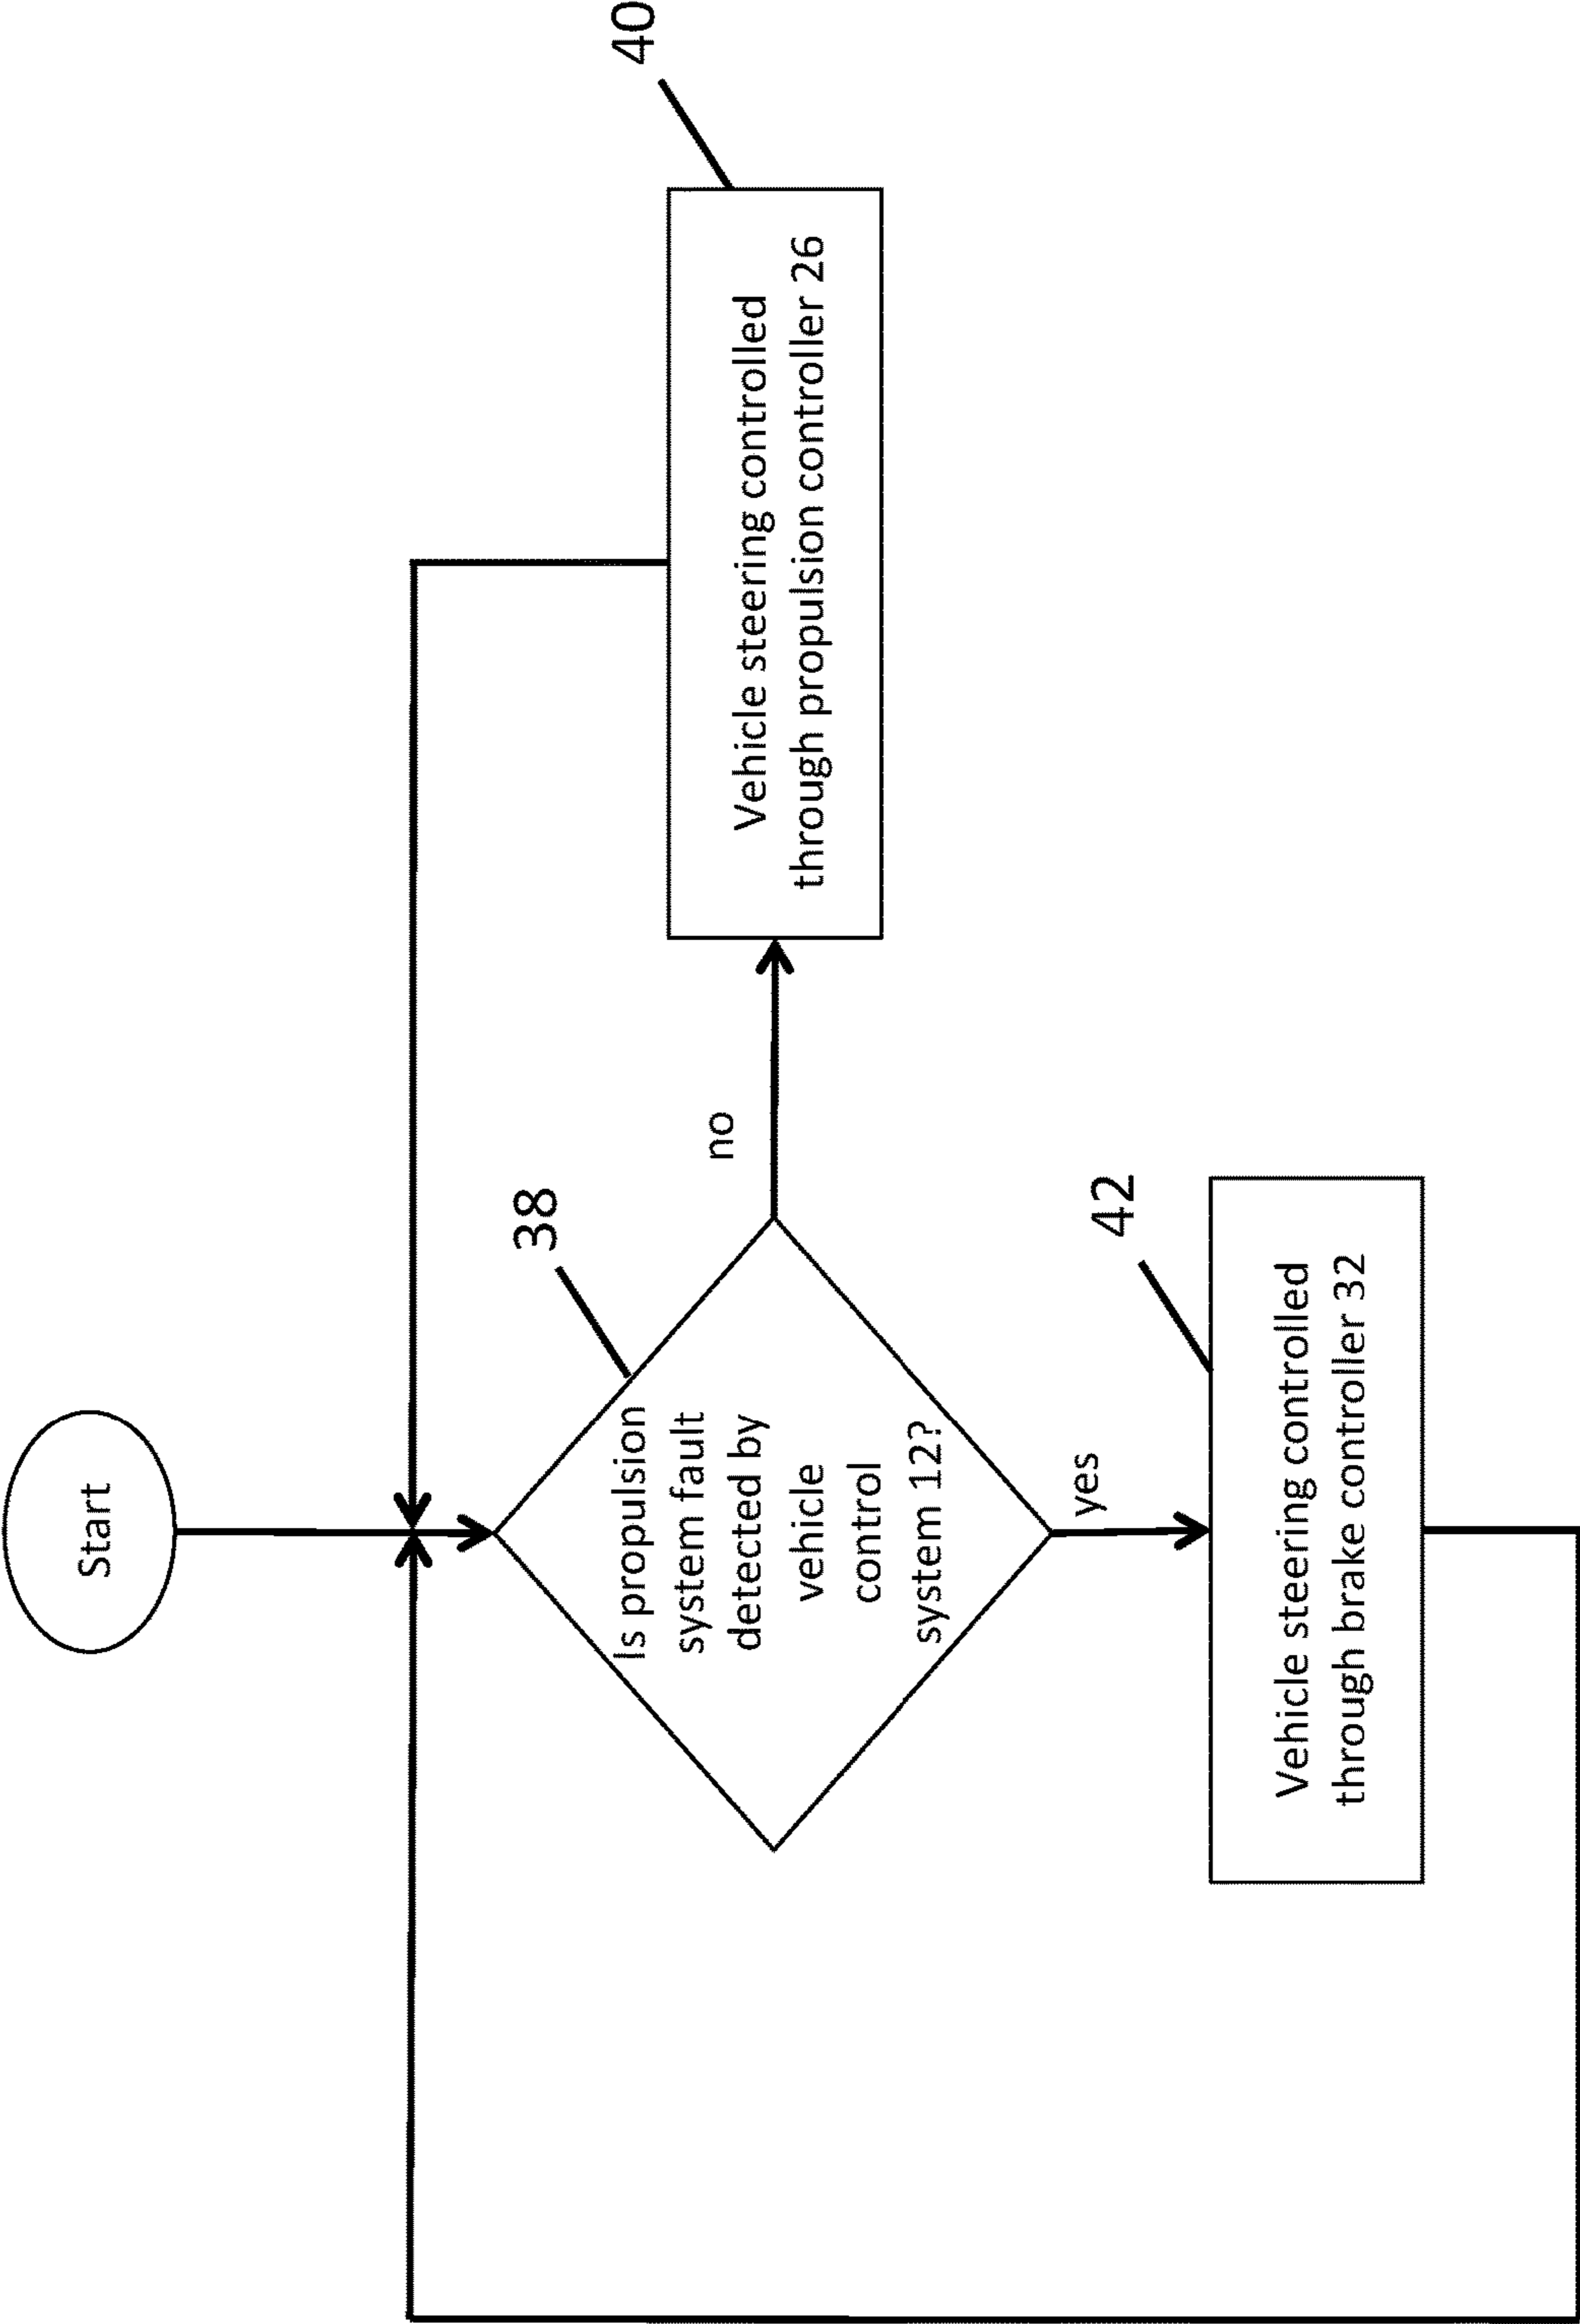 Start
38
Is propulsion
system fault
detected by
vehicle
control
system 12?
no
40
Vehicle steering controlled
through propulsion controller 26
yes
42
Vehicle steering controlled
through brake controller 32